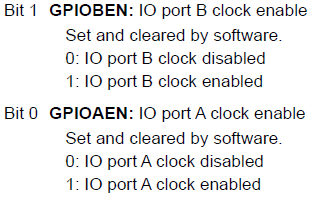 Bit 1 GPIOBEN: IO port B clock enable
Set and cleared by software.
0: IO port B clock disabled
1: IO port B clock enabled
Bit 0 GPIOAEN: IO port A clock enable
Set and cleared by software.
0: IO port A clock disabled
1: IO port A clock enabled